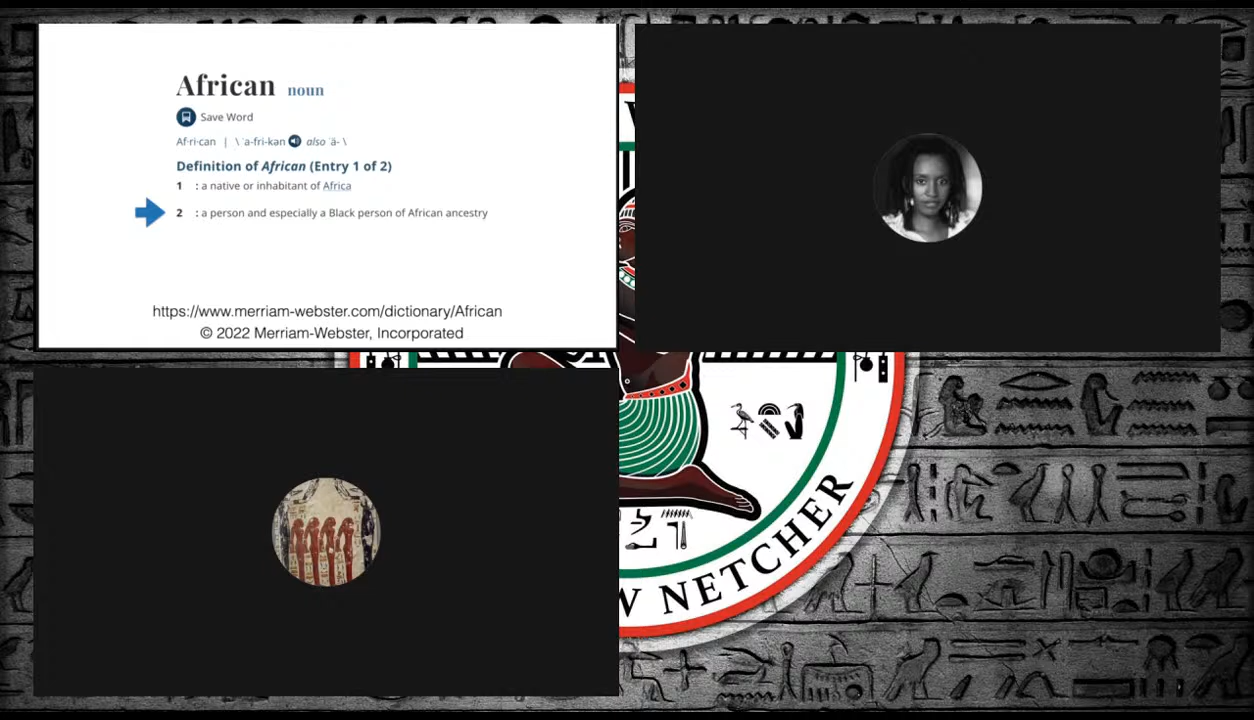 African noun
Save Word
Af·​ri·​can | \ ˈa-fri-kən also ˈä- \
Definition of African (Entry 1 of 2)
1 : a native or inhabitant of Africa
2 : a person and especially a Black person of African ancestry
https://www.merriam-webster.com/dictionary/African
© 2022 Merriam-Webster, Incorporated
NETCHER